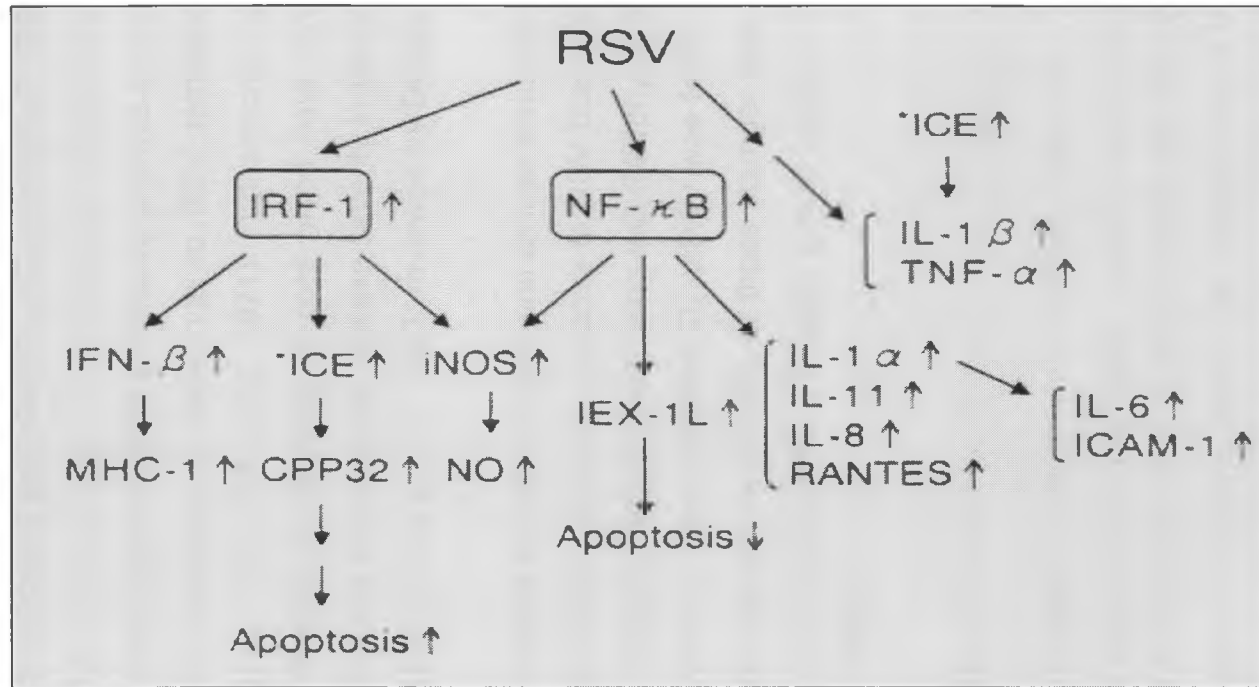 RSV
*ICE ↑
IRF-1 ↑
NF-κB ↑
IL-1 β ↑
TNF-α ↑
IFN-β ↑
*ICE ↑
iNOS ↑
IEX-1L ↑
IL-1 α ↑
IL-11 ↑
IL-8 ↑
RANTES ↑
IL-6 ↑
ICAM-1 ↑
MHC-1 ↑
CPP32 ↑
NO ↑
Apoptosis ↓
Apoptosis ↑